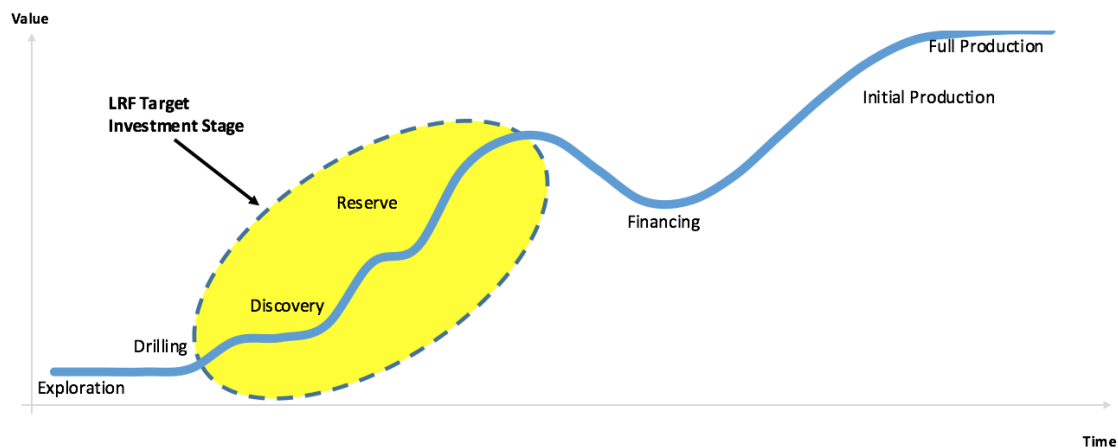 Value
Full Production
LRF Target
Investment Stage
Initial Production
Reserve
Financing
Discovery
Drilling
Exploration
Time